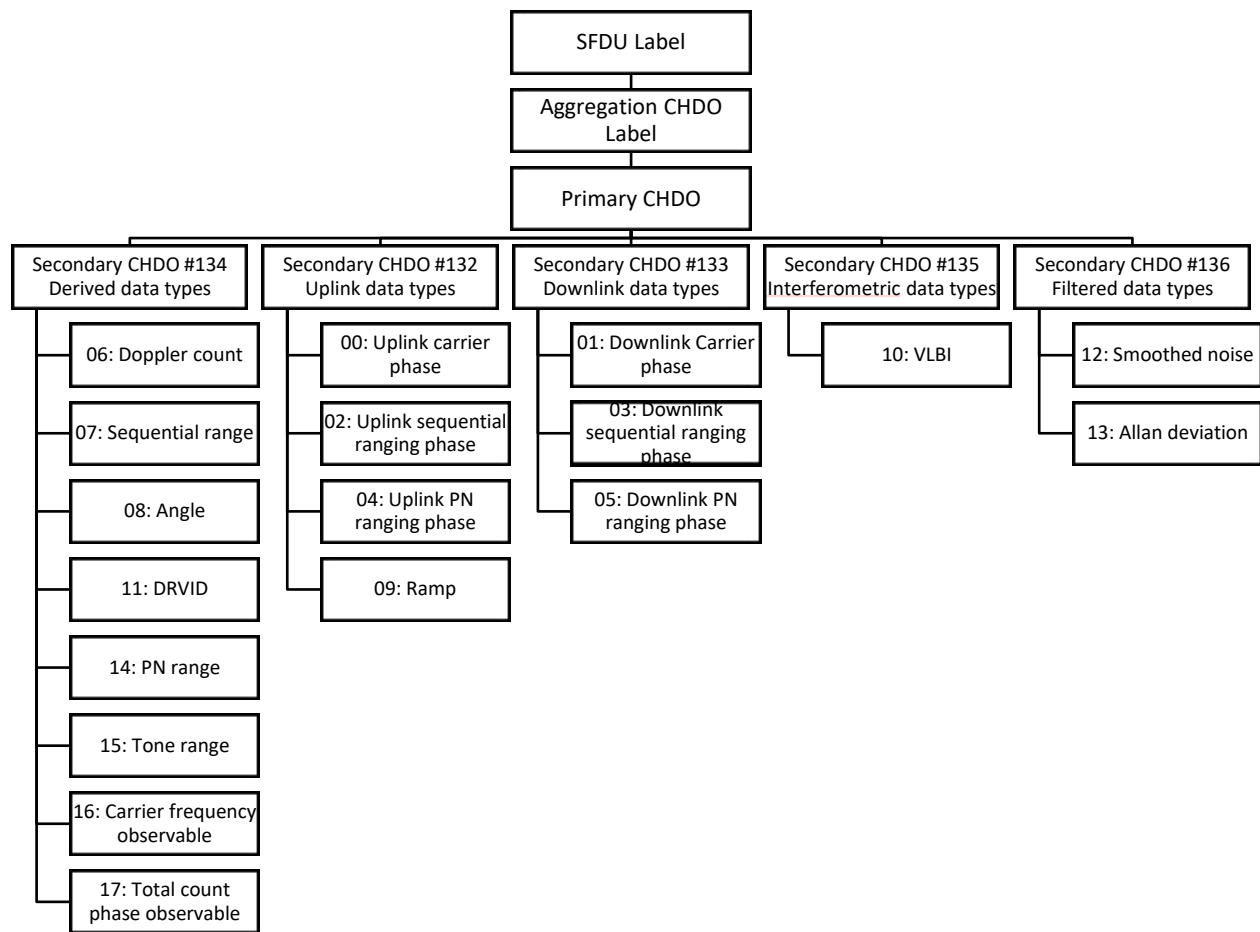 SFDU Label
Aggregation CHDO
Label
Primary CHDO
Secondary CHDO #134
Derived data types
06: Doppler count
07: Sequential range
08: Angle
11: DRVID
14: PN range
15: Tone range
16: Carrier frequency
observable
17: Total count
phase observable
Secondary CHDO #132
Uplink data types
00: Uplink carrier
phase
02: Uplink sequential
ranging phase
04: Uplink PN
ranging phase
09: Ramp
Secondary CHDO #133
Downlink data types
01: Downlink Carrier
phase
03: Downlink
sequential ranging
phase
05: Downlink PN
ranging phase
Secondary CHDO #135
Interferometric data types
10: VLBI
Secondary CHDO #136
Filtered data types
12: Smoothed noise
13: Allan deviation